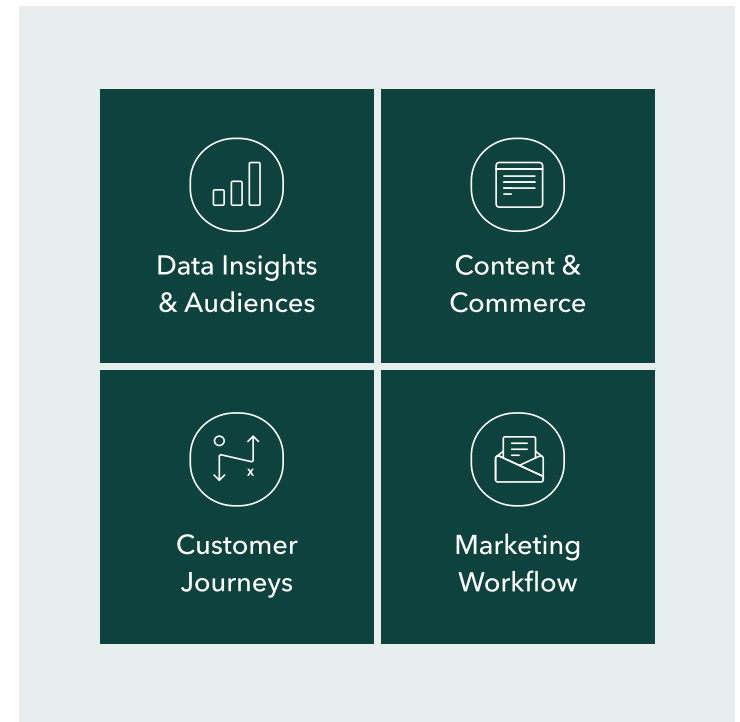 Data Insights
& Audiences
Content &
Commerce
x
Customer
Journeys
Marketing
Workflow